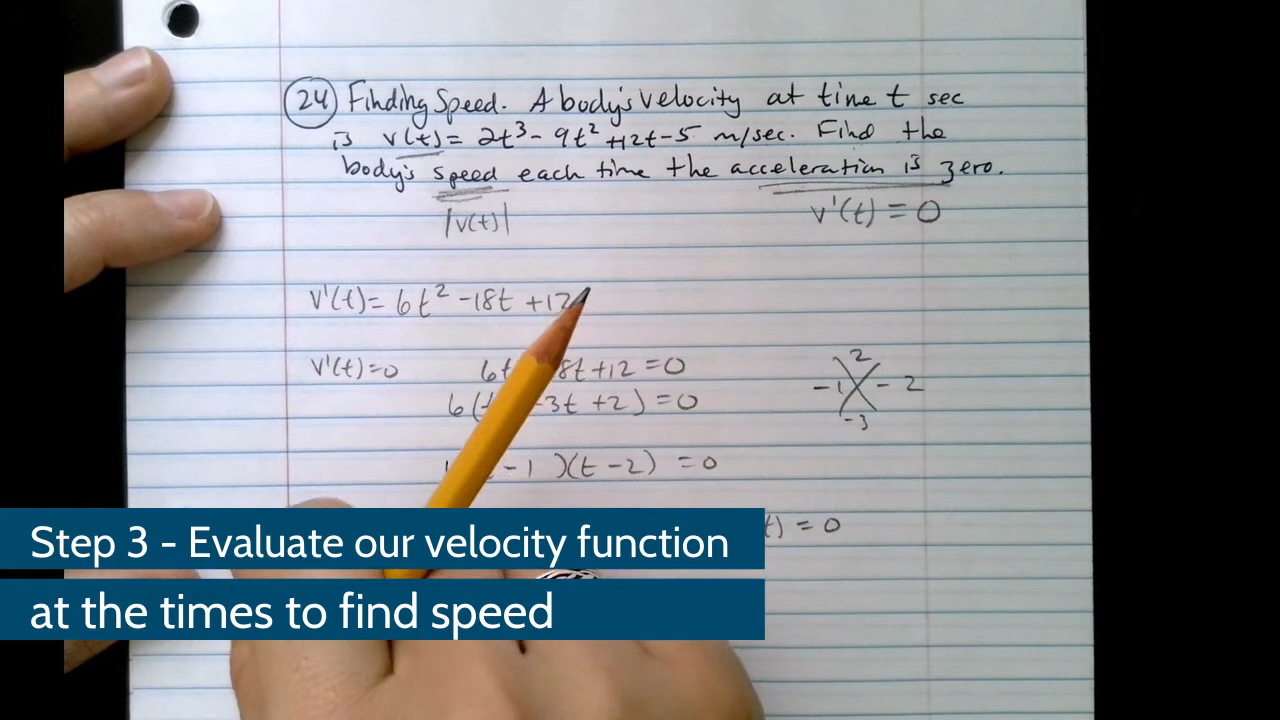 24 Finding Speed. A body's velocity at time t sec
is v(t) = 2t³ - 9t² + 12t - 5 m/sec. Find the
body's speed each time the acceleration is zero.
|v(t)| v'(t) = 0
v'(t) = 6t² - 18t + 12
v'(t) = 0 6t 8t + 12 = 0
2
-1 -2
6( -3t + 2) = 0
-3
-1 )(t - 2) = 0
t) = 0
Step 3 - Evaluate our velocity function
at the times to find speed